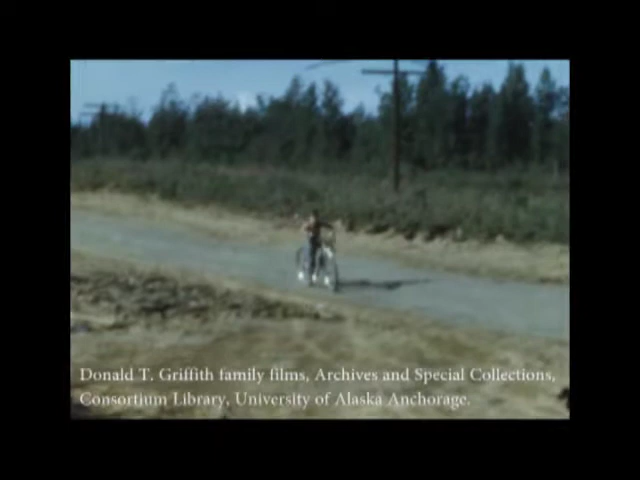 Donald T. Griffith family films, Archives and Special Collections,
Consortium Library, University of Alaska Anchorage.